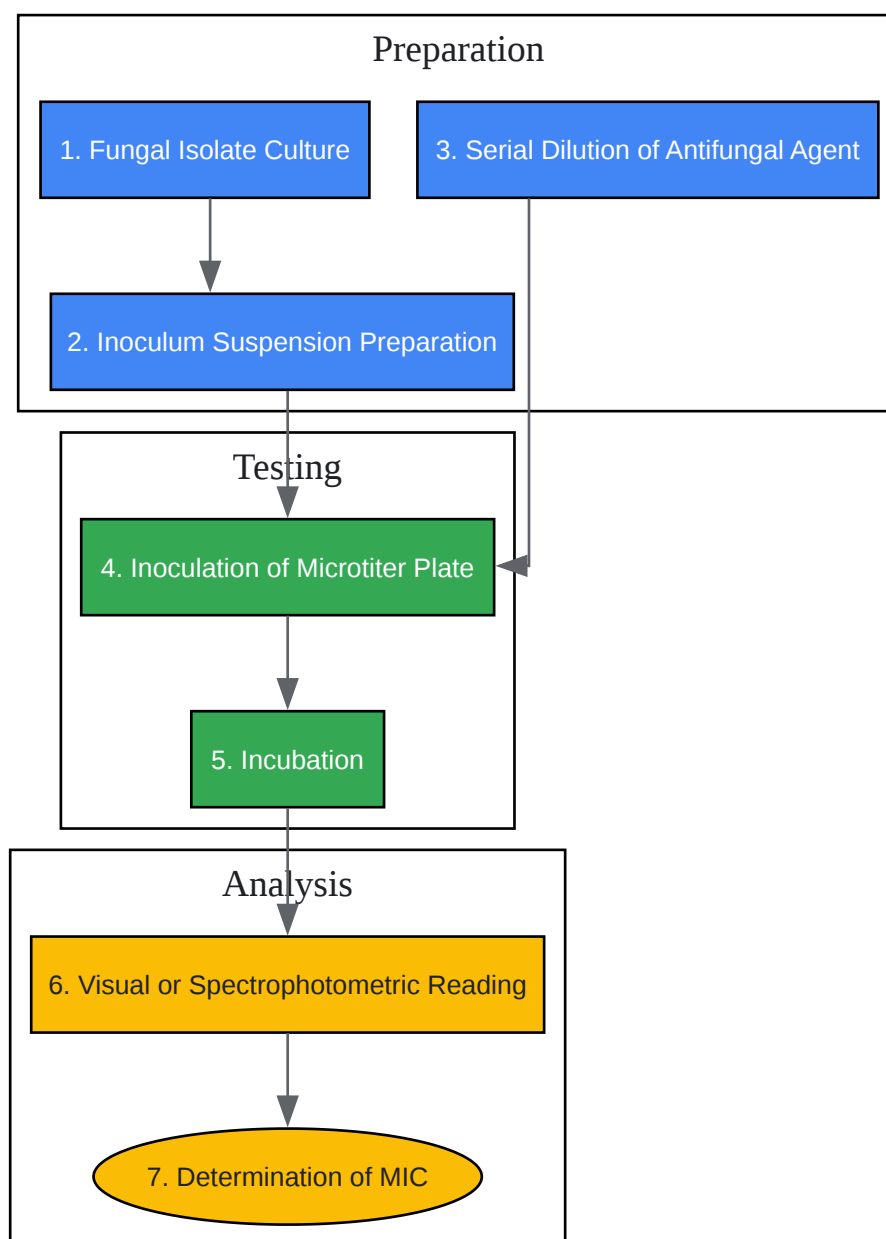 Preparation
1. Fungal Isolate Culture
3. Serial Dilution of Antifungal Agent
2. Inoculum Suspension Preparation
Testing
4. Inoculation of Microtiter Plate
5. Incubation
Analysis
6. Visual or Spectrophotometric Reading
7. Determination of MIC